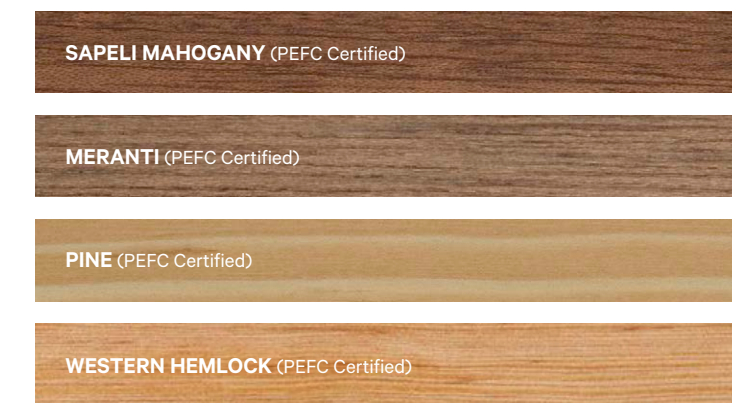 SAPELI MAHOGANY (PEFC Certified)
MERANTI (PEFC Certified)
PINE (PEFC Certified)
WESTERN HEMLOCK (PEFC Certified)